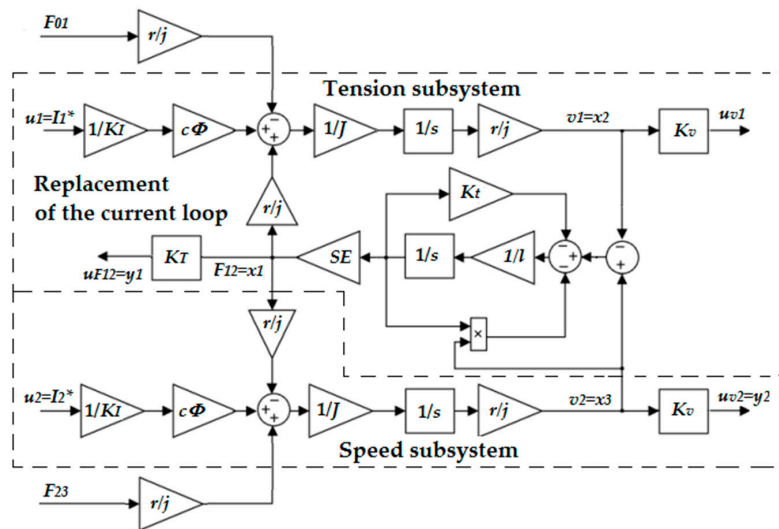 F01
r/j
Tension subsystem
u1=I1*
1/KI
cΦ
− + +
1/J
1/s
r/j
v1=x2
Kv
uv1
Replacement
of the current loop
r/j
Kt
uF12=y1
KT
F12=x1
SE
1/s
1/l
− + −
− +
r/j
×
u2=I2*
1/KI
cΦ
− + +
1/J
1/s
r/j
v2=x3
Kv
uv2=y2
Speed subsystem
F23
r/j